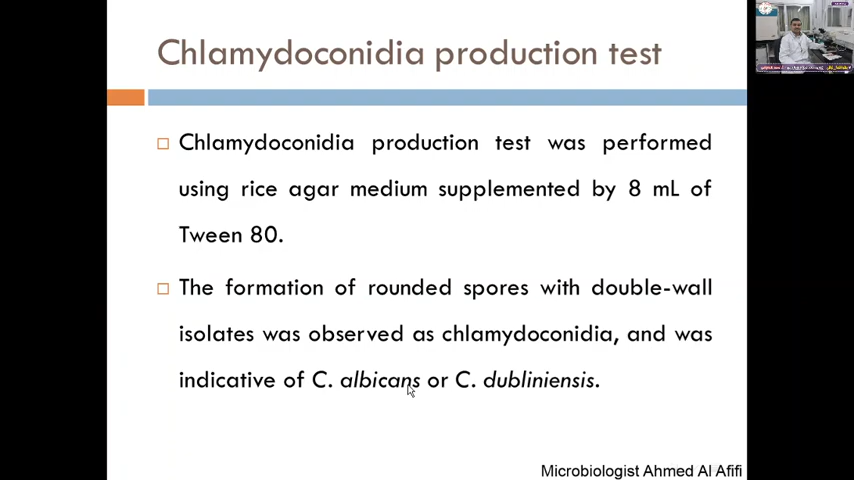 Chlamydoconidia production test
Chlamydoconidia production test was performed
using rice agar medium supplemented by 8 mL of
Tween 80.
The formation of rounded spores with double-wall
isolates was observed as chlamydoconidia, and was
indicative of C. albicans or C. dubliniensis.
Microbiologist Ahmed Al Afifi